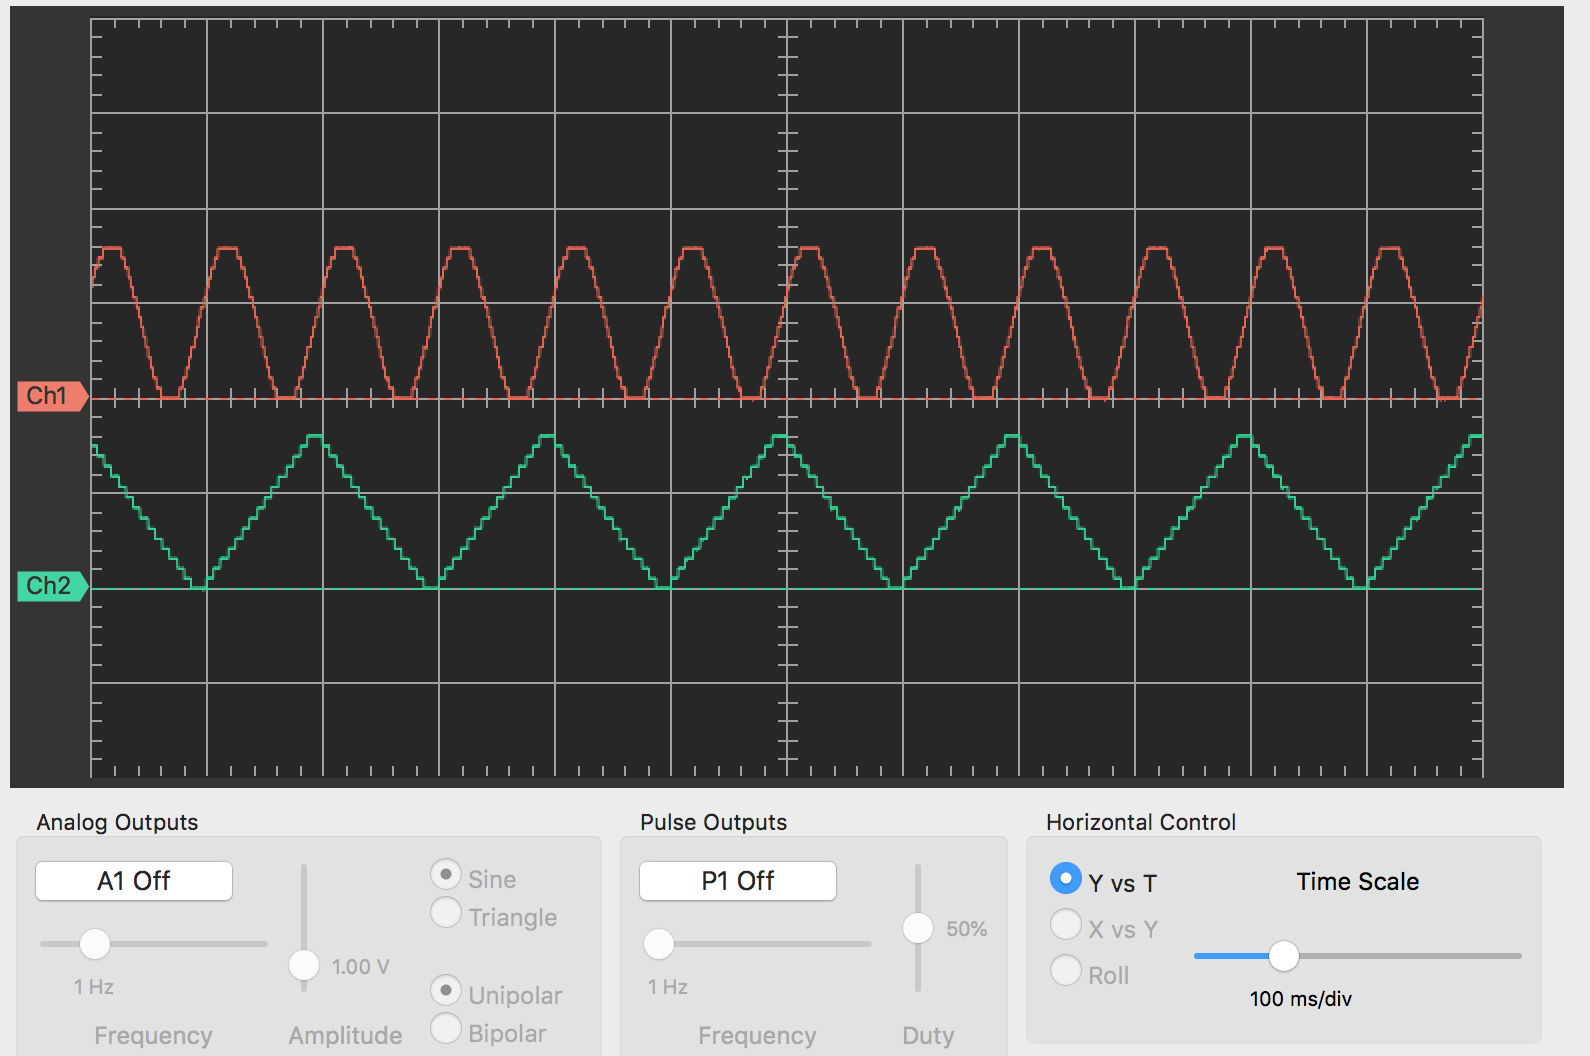 Ch1
Ch2
Analog Outputs
A1 Off
Sine
Triangle
1.00 V
1 Hz
Unipolar
Bipolar
Frequency
Amplitude
Pulse Outputs
P1 Off
50%
1 Hz
Frequency
Duty
Horizontal Control
Y vs T
Time Scale
X vs Y
Roll
100 ms/div